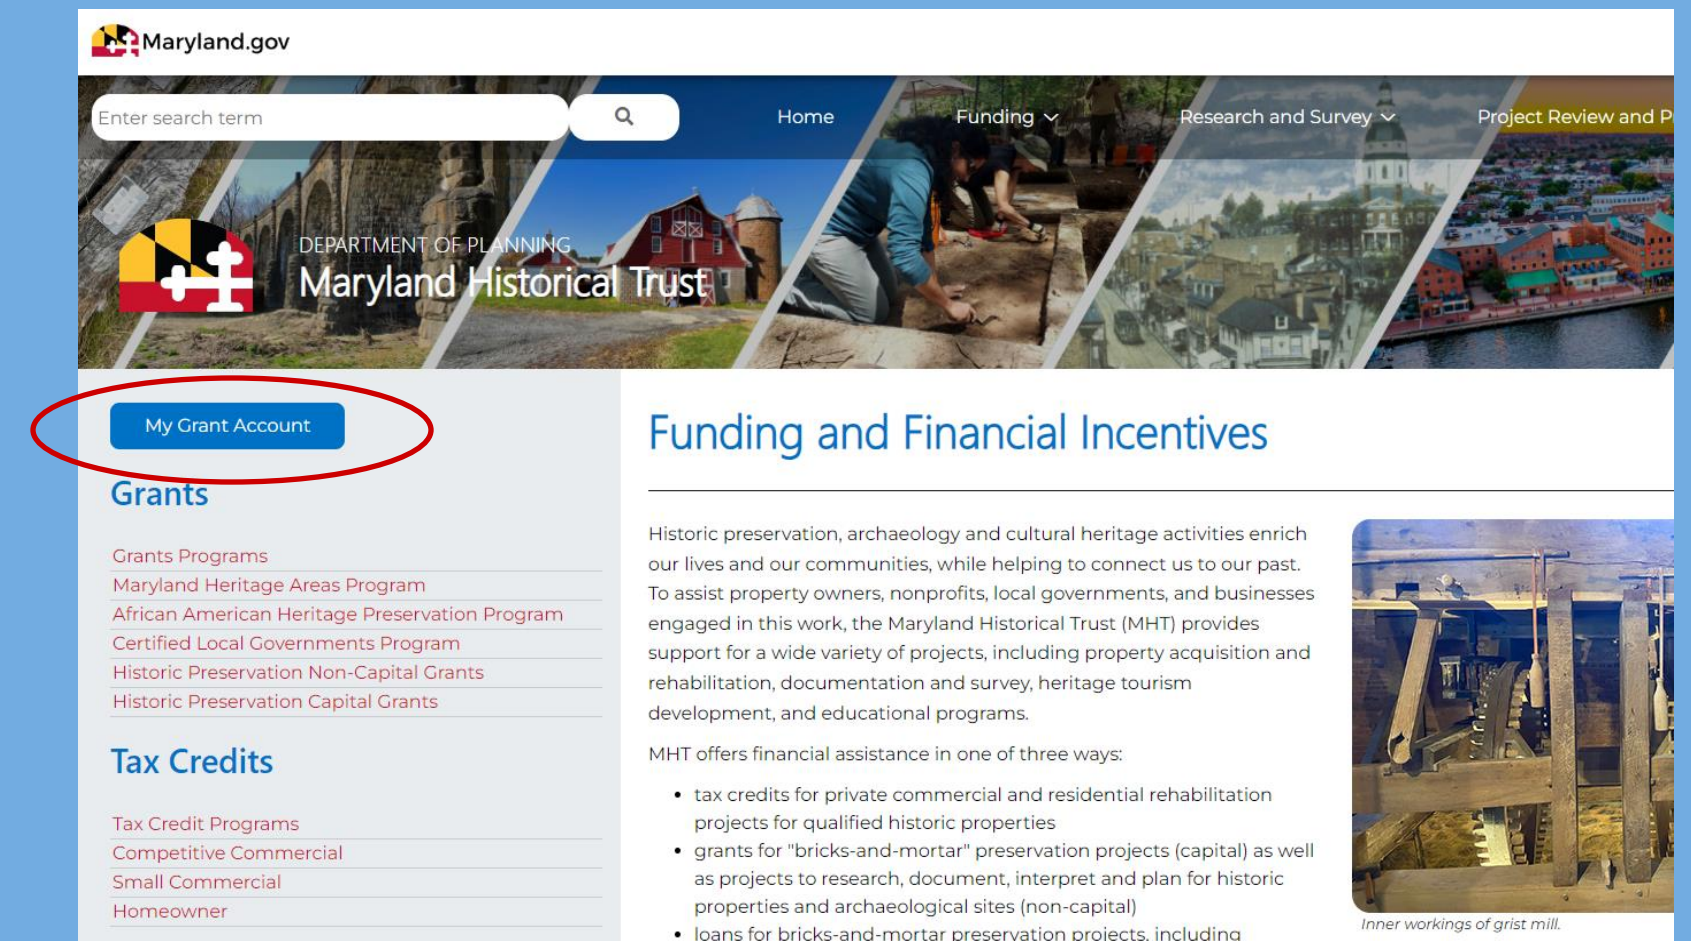 Maryland.gov
Enter search term
Home
Funding
Research and Survey
Project Review and P
DEPARTMENT OF PLANNING
Maryland Historical Trust
My Grant Account
Grants
Grants Programs
Maryland Heritage Areas Program
African American Heritage Preservation Program
Certified Local Governments Program
Historic Preservation Non-Capital Grants
Historic Preservation Capital Grants
Tax Credits
Tax Credit Programs
Competitive Commercial
Small Commercial
Homeowner
Funding and Financial Incentives
Historic preservation, archaeology and cultural heritage activities enrich
our lives and our communities, while helping to connect us to our past.
To assist property owners, nonprofits, local governments, and businesses
engaged in this work, the Maryland Historical Trust (MHT) provides
support for a wide variety of projects, including property acquisition and
rehabilitation, documentation and survey, heritage tourism
development, and educational programs.
MHT offers financial assistance in one of three ways:
• tax credits for private commercial and residential rehabilitation
projects for qualified historic properties
• grants for "bricks-and-mortar" preservation projects (capital) as well
as projects to research, document, interpret and plan for historic
properties and archaeological sites (non-capital)
• loans for bricks-and-mortar preservation projects, including
Inner workings of grist mill.